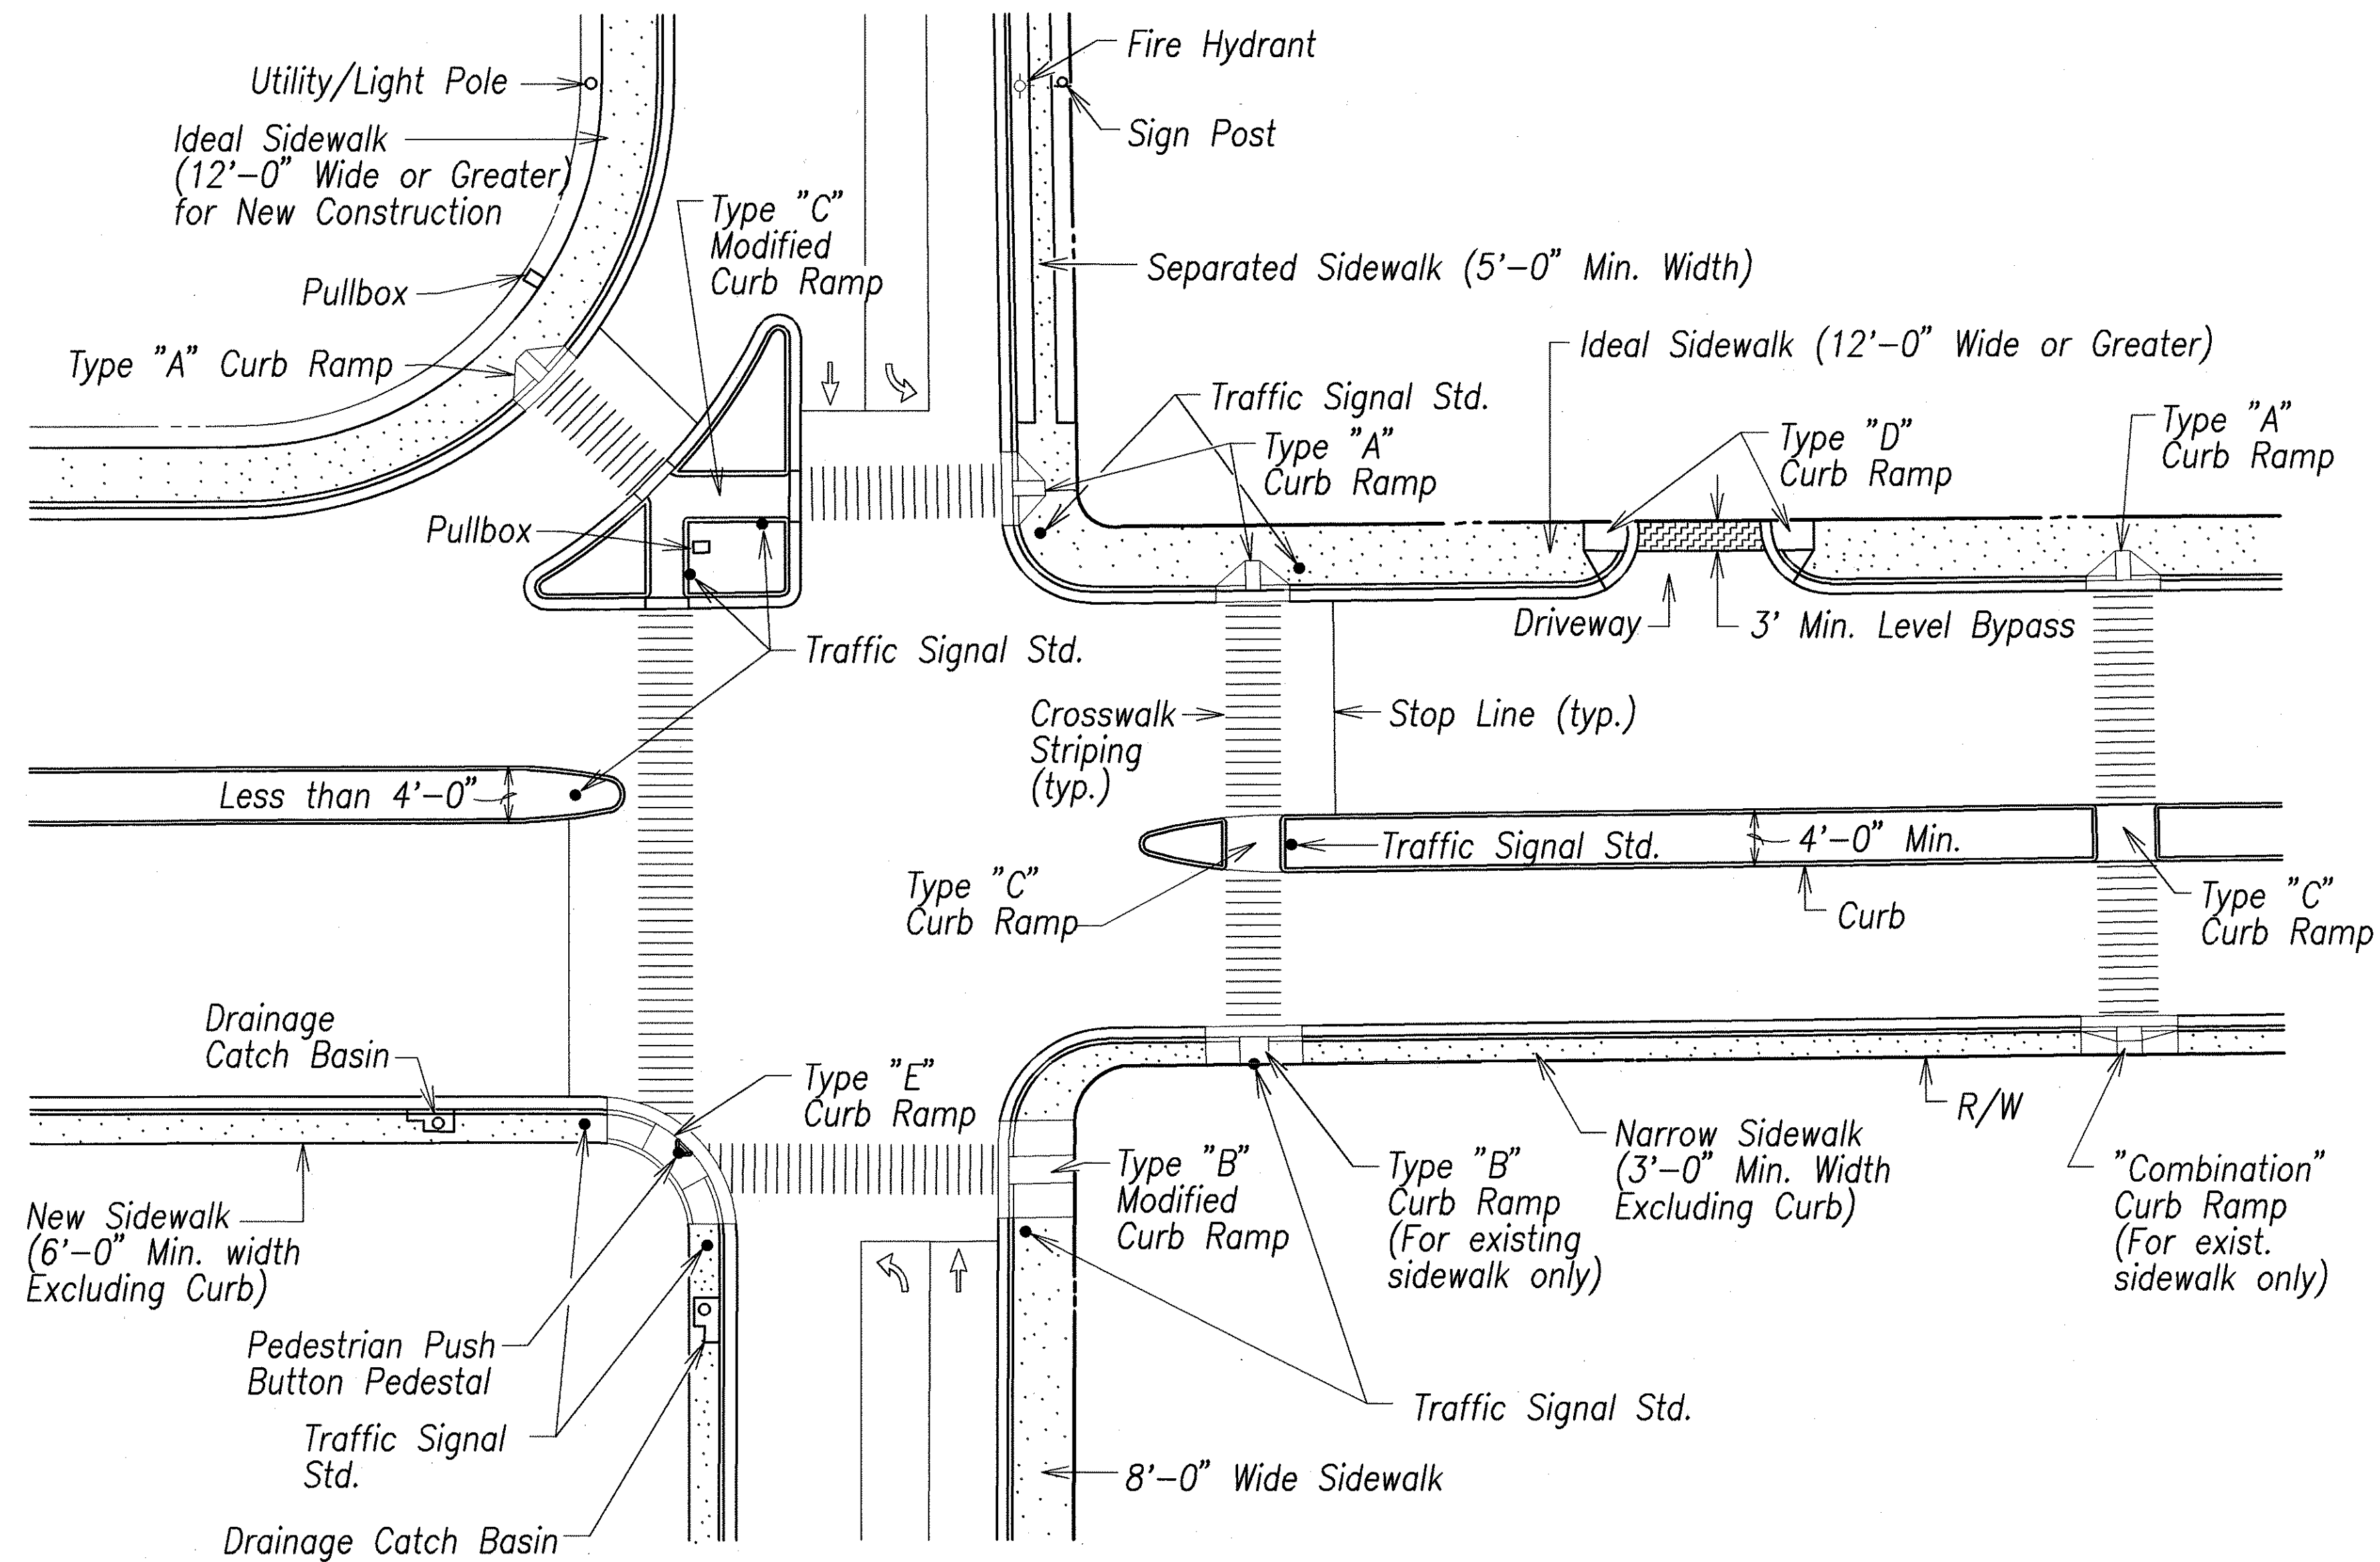 Fire Hydrant
Utility/Light Pole
Sign Post
Ideal Sidewalk
(12'-0" Wide or Greater)
for New Construction
Type "C"
Modified
Curb Ramp
Separated Sidewalk (5'-0" Min. Width)
Pullbox
Ideal Sidewalk (12'-0" Wide or Greater)
Type "A" Curb Ramp
Traffic Signal Std.
Type "A"
Curb Ramp
Type "D"
Curb Ramp
Type "A"
Curb Ramp
Pullbox
Driveway
3' Min. Level Bypass
Traffic Signal Std.
Crosswalk
Striping
(typ.)
Stop Line (typ.)
Less than 4'-0"
Traffic Signal Std.
4'-0" Min.
Type "C"
Curb Ramp
Curb
Type "C"
Curb Ramp
Drainage
Catch Basin
Type "E"
Curb Ramp
R/W
Type "B"
Modified
Curb Ramp
Type "B"
Curb Ramp
(For existing
sidewalk only)
Narrow Sidewalk
(3'-0" Min. Width
Excluding Curb)
"Combination"
Curb Ramp
(For exist.
sidewalk only)
New Sidewalk
(6'-0" Min. width
Excluding Curb)
Pedestrian Push
Button Pedestal
Traffic Signal Std.
Traffic Signal
Std.
8'-0" Wide Sidewalk
Drainage Catch Basin